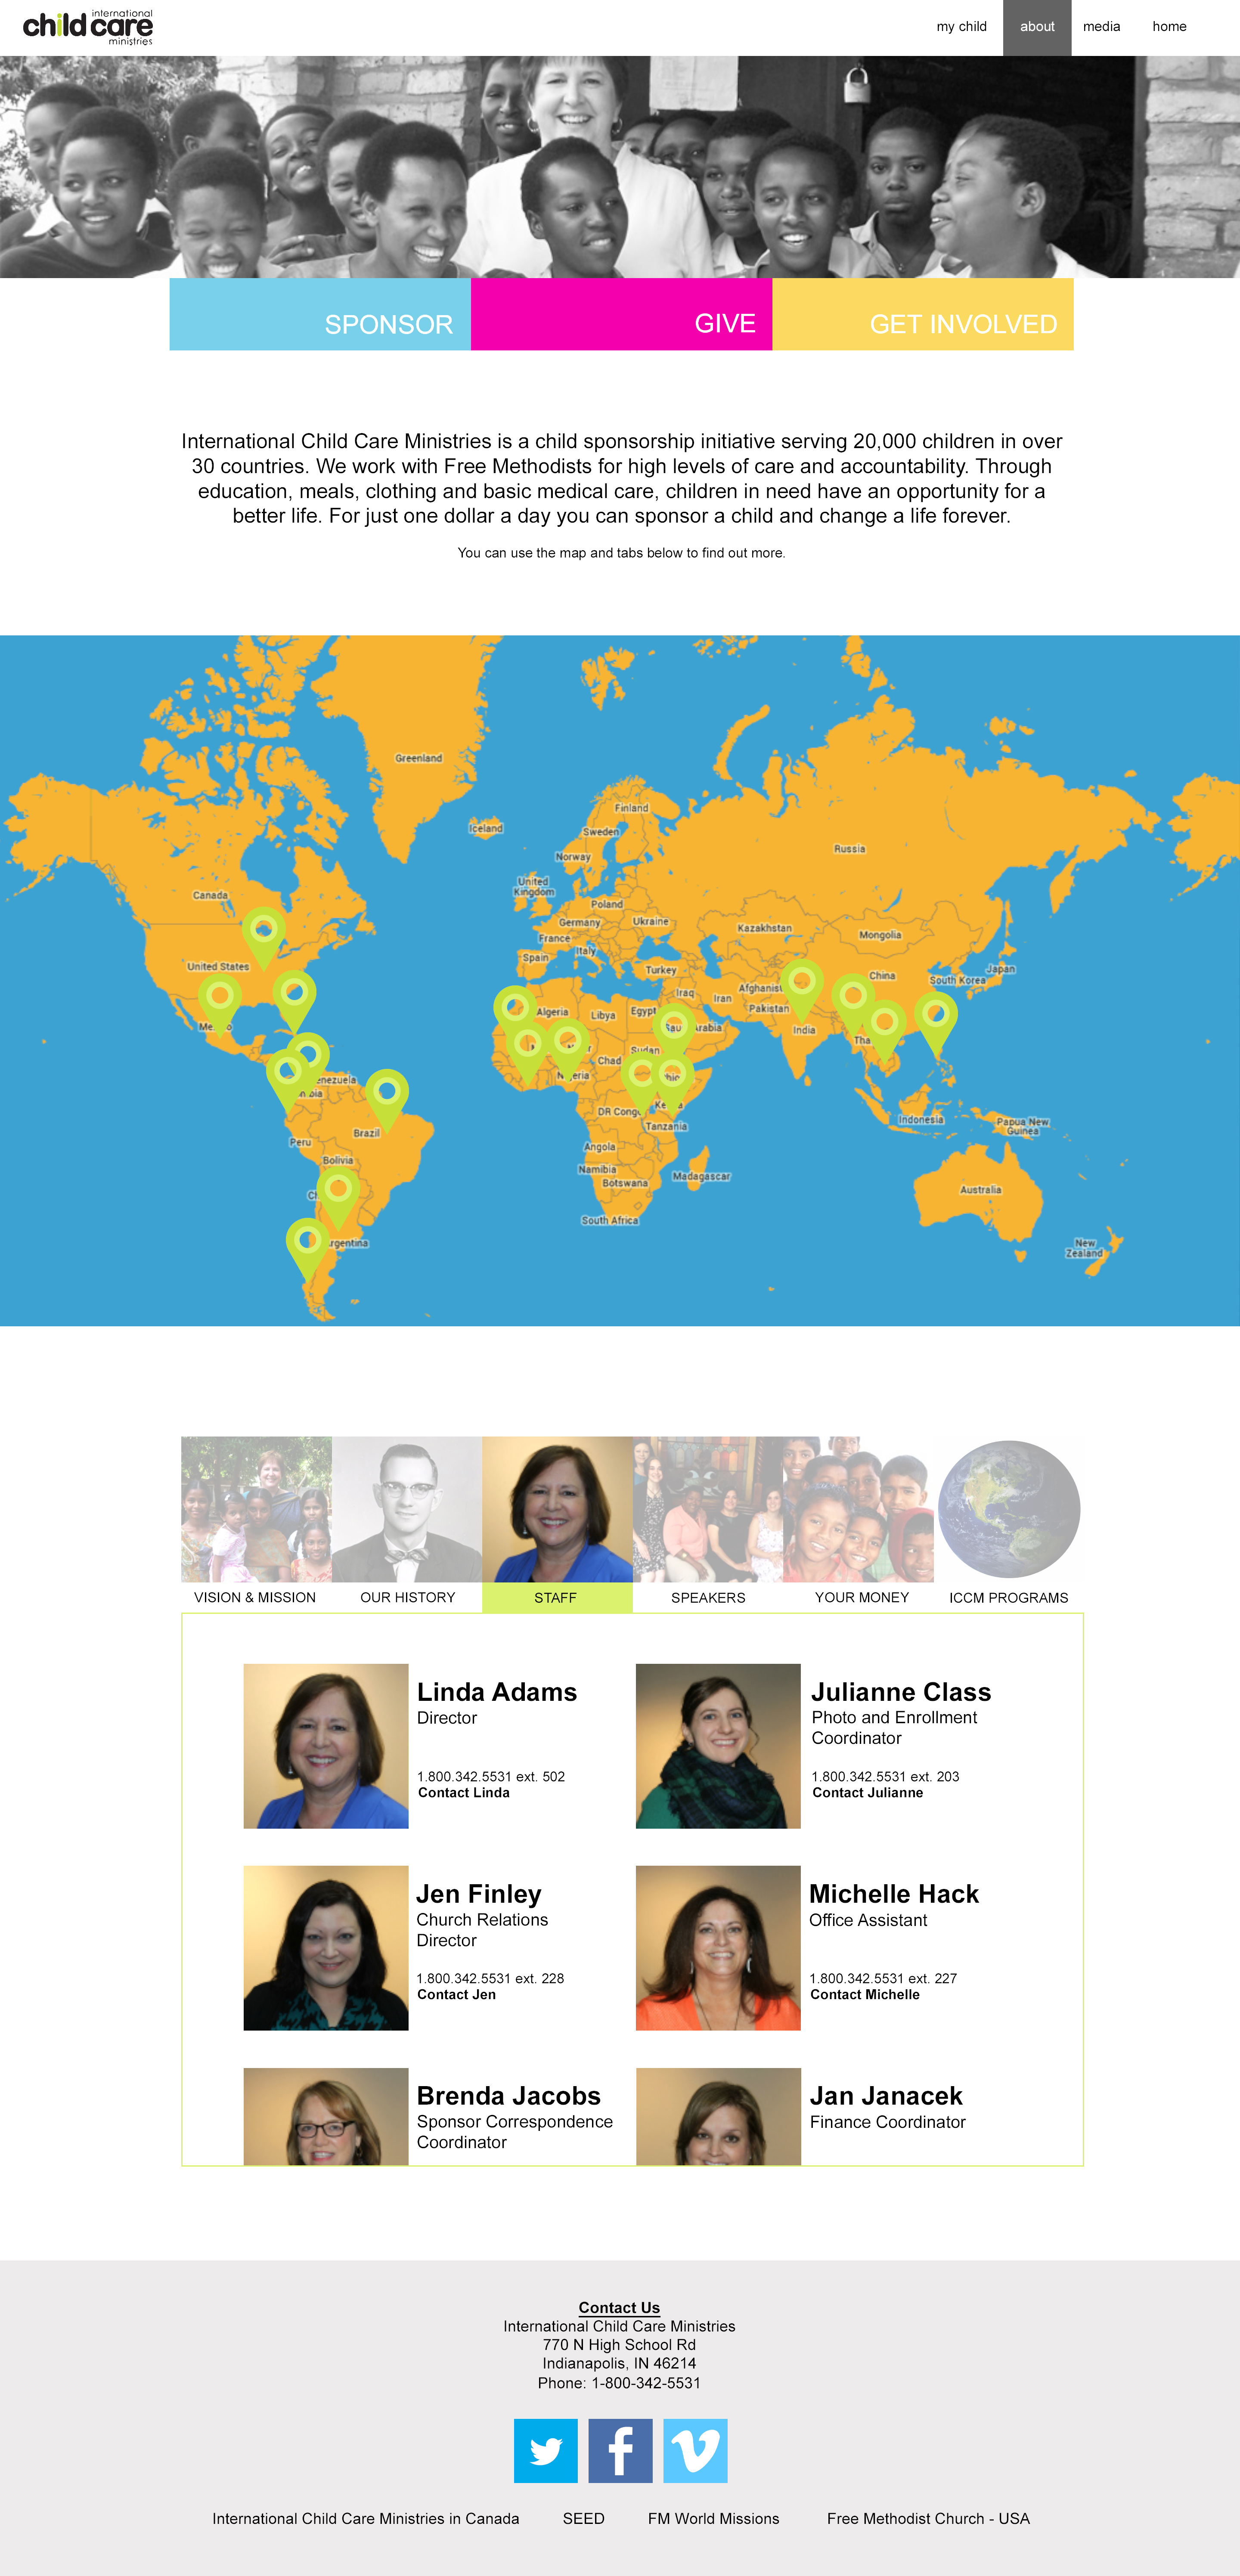 international
child care
ministries
my child
about
media
home
SPONSOR
GIVE
GET INVOLVED
International Child Care Ministries is a child sponsorship initiative serving 20,000 children in over
30 countries. We work with Free Methodists for high levels of care and accountability. Through
education, meals, clothing and basic medical care, children in need have an opportunity for a
better life. For just one dollar a day you can sponsor a child and change a life forever.
You can use the map and tabs below to find out more.
Greenland
Iceland
Finland
Sweden
Norway
Russia
United
Kingdom
Canada
Poland
Germany
Ukraine
Kazakhstan
Mongolia
France
Italy
Spain
United States
Turkey
China
Japan
South Korea
Iraq
Iran
Afghanist
Pakistan
Algeria
Libya
Egypt
Arabia
India
Chad
Sudan
DR Congo
Tanzania
Brazil
Peru
Bolivia
Indonesia
Papua New
Guinea
Angola
Namibia
Botswana
Madagascar
South Africa
Australia
New
Zealand
rgentina
VISION & MISSION
OUR HISTORY
STAFF
SPEAKERS
YOUR MONEY
ICCM PROGRAMS
Linda Adams
Director
1.800.342.5531 ext. 502
Contact Linda
Julianne Class
Photo and Enrollment
Coordinator
1.800.342.5531 ext. 203
Contact Julianne
Jen Finley
Church Relations
Director
1.800.342.5531 ext. 228
Contact Jen
Michelle Hack
Office Assistant
1.800.342.5531 ext. 227
Contact Michelle
Brenda Jacobs
Sponsor Correspondence
Coordinator
Jan Janacek
Finance Coordinator
Contact Us
International Child Care Ministries
770 N High School Rd
Indianapolis, IN 46214
Phone: 1-800-342-5531
International Child Care Ministries in Canada
SEED
FM World Missions
Free Methodist Church - USA